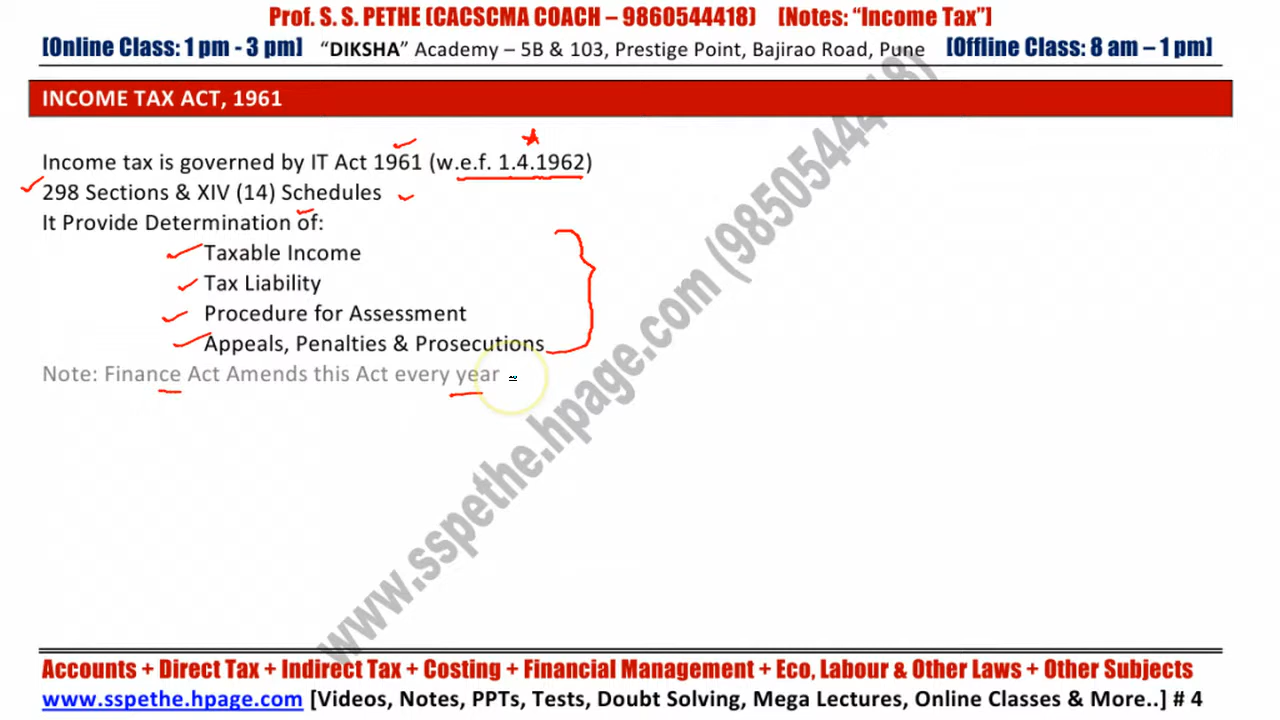 Prof. S. S. PETHE (CACSCMA COACH – 9860544418) [Notes: “Income Tax”]
[Online Class: 1 pm - 3 pm] “DIKSHA” Academy – 5B & 103, Prestige Point, Bajirao Road, Pune [Offline Class: 8 am – 1 pm]
INCOME TAX ACT, 1961
Income tax is governed by IT Act 1961 (w.e.f. 1.4.1962)
298 Sections & XIV (14) Schedules
It Provide Determination of:
Taxable Income
Tax Liability
Procedure for Assessment
Appeals, Penalties & Prosecutions
Note: Finance Act Amends this Act every year
www.sspethe.hpage.com (9850544418)
Accounts + Direct Tax + Indirect Tax + Costing + Financial Management + Eco, Labour & Other Laws + Other Subjects
www.sspethe.hpage.com [Videos, Notes, PPTs, Tests, Doubt Solving, Mega Lectures, Online Classes & More..] # 4